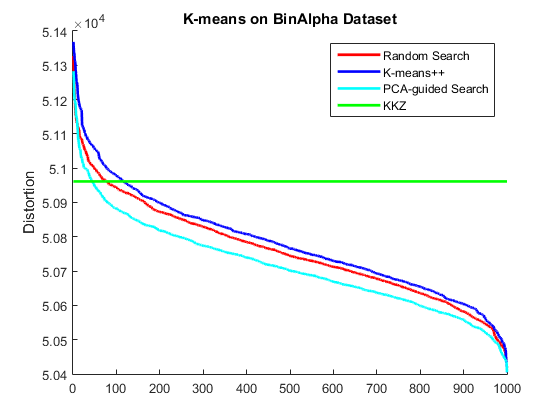 K-means on BinAlpha Dataset
×10⁴
5.14
5.13
5.12
5.11
5.1
5.09
5.08
5.07
5.06
5.05
5.04
Distortion
Random Search
K-means++
PCA-guided Search
KKZ
0 100 200 300 400 500 600 700 800 900 1000